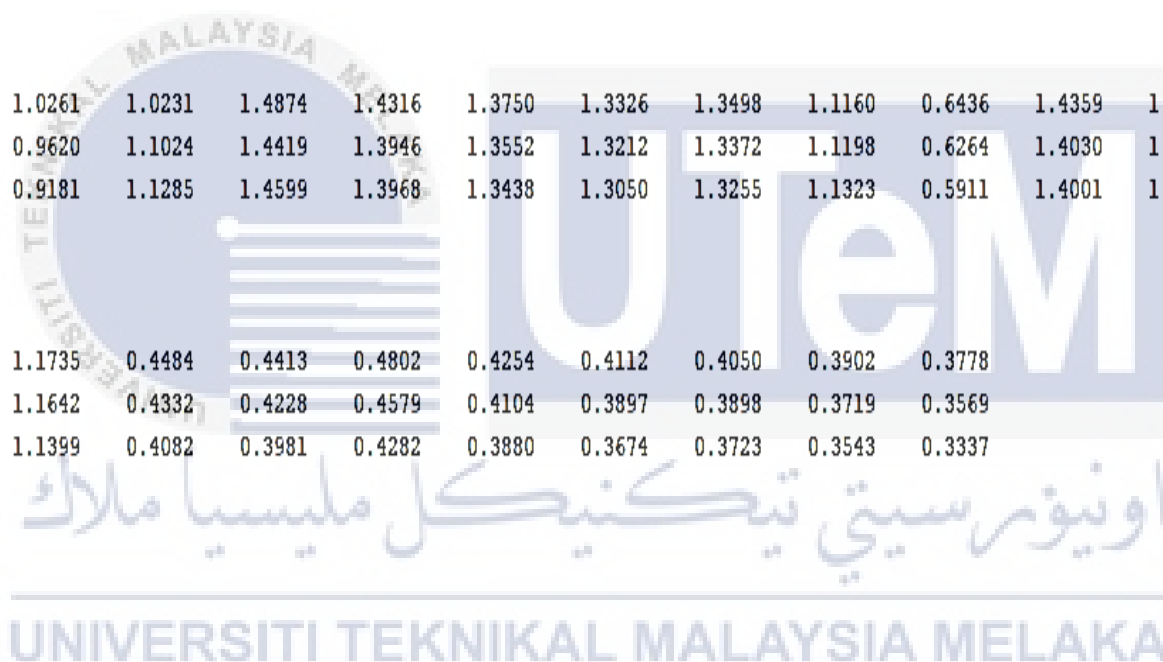 UNIVERSITI TEKNIKAL MALAYSIA MELAKA
1.0261 1.0231 1.4874 1.4316 1.3750 1.3326 1.3498 1.1160 0.6436 1.4359 1
0.9620 1.1024 1.4419 1.3946 1.3552 1.3212 1.3372 1.1198 0.6264 1.4030 1
0.9181 1.1285 1.4599 1.3968 1.3438 1.3050 1.3255 1.1323 0.5911 1.4001 1
UTeM
1.1735 0.4484 0.4413 0.4802 0.4254 0.4112 0.4050 0.3902 0.3778
1.1642 0.4332 0.4228 0.4579 0.4104 0.3897 0.3898 0.3719 0.3569
1.1399 0.4082 0.3981 0.4282 0.3880 0.3674 0.3723 0.3543 0.3337
اونيۏرسيتي تيكنيكل مليسيا ملاك
UNIVERSITI TEKNIKAL MALAYSIA MELAKA